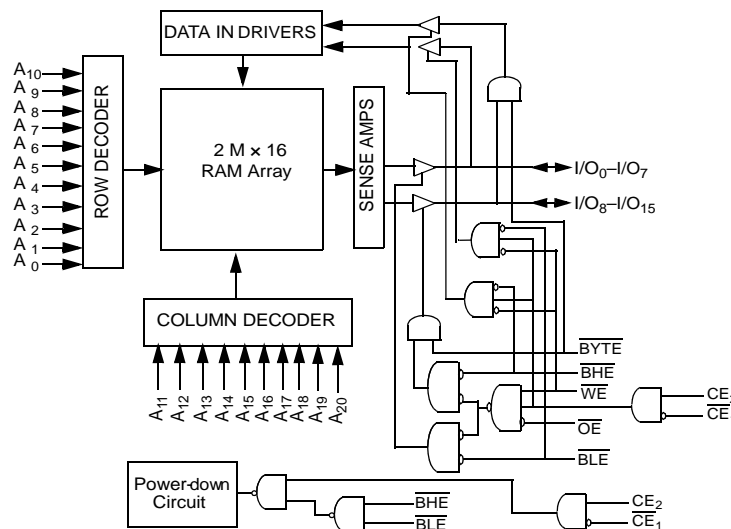 DATA IN DRIVERS
A10
A9
A8
A7
A6
A5
A4
A3
A2
A1
A0
ROW DECODER
2 M × 16
RAM Array
SENSE AMPS
I/O0–I/O7
I/O8–I/O15
COLUMN DECODER
A11
A12
A13
A14
A15
A16
A17
A18
A19
A20
BYTE
BHE
WE
OE
BLE
CE
CE
Power-down
Circuit
BHE
BLE
CE2
CE1